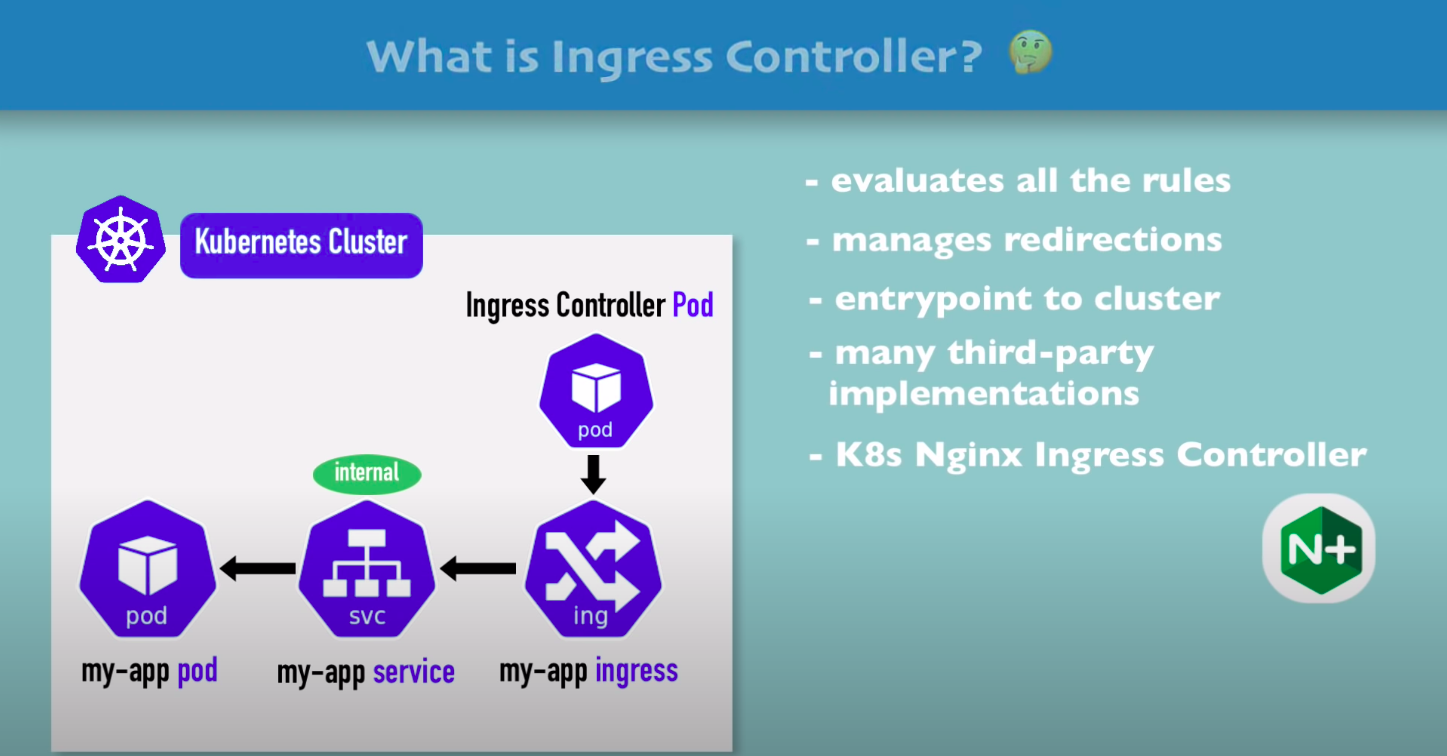 What is Ingress Controller?
Kubernetes Cluster
Ingress Controller Pod
pod
internal
pod
svc
ing
my-app pod
my-app service
my-app ingress
- evaluates all the rules
- manages redirections
- entrypoint to cluster
- many third-party
implementations
- K8s Nginx Ingress Controller
N+